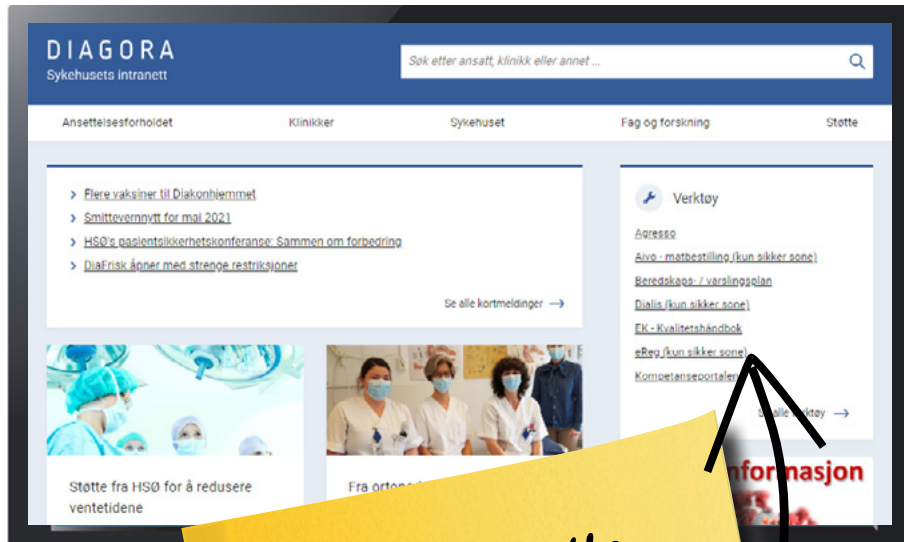 DIAGORA
Sykehusets intranett
Søk etter ansatt, klinikk eller annet ...
Ansettelsesforholdet
Klinikker
Sykehuset
Fag og forskning
Støtte
Flere vaksiner til Diakonhjemmet
Smittevernnytt for mai 2021
HSØ's pasientsikkerhetskonferanse: Sammen om forbedring
DiaFrisk åpner med strenge restriksjoner
Se alle kortmeldinger
Verktøy
Agresso
Aivo - matbestilling (kun sikker sone)
Beredskaps- / varslingsplan
Dialis (kun sikker sone)
EK - Kvalitetshåndbok
eReg (kun sikker sone)
Kompetanseportalen
Se alle verktøy
Støtte fra HSØ for å redusere
ventetidene
Fra